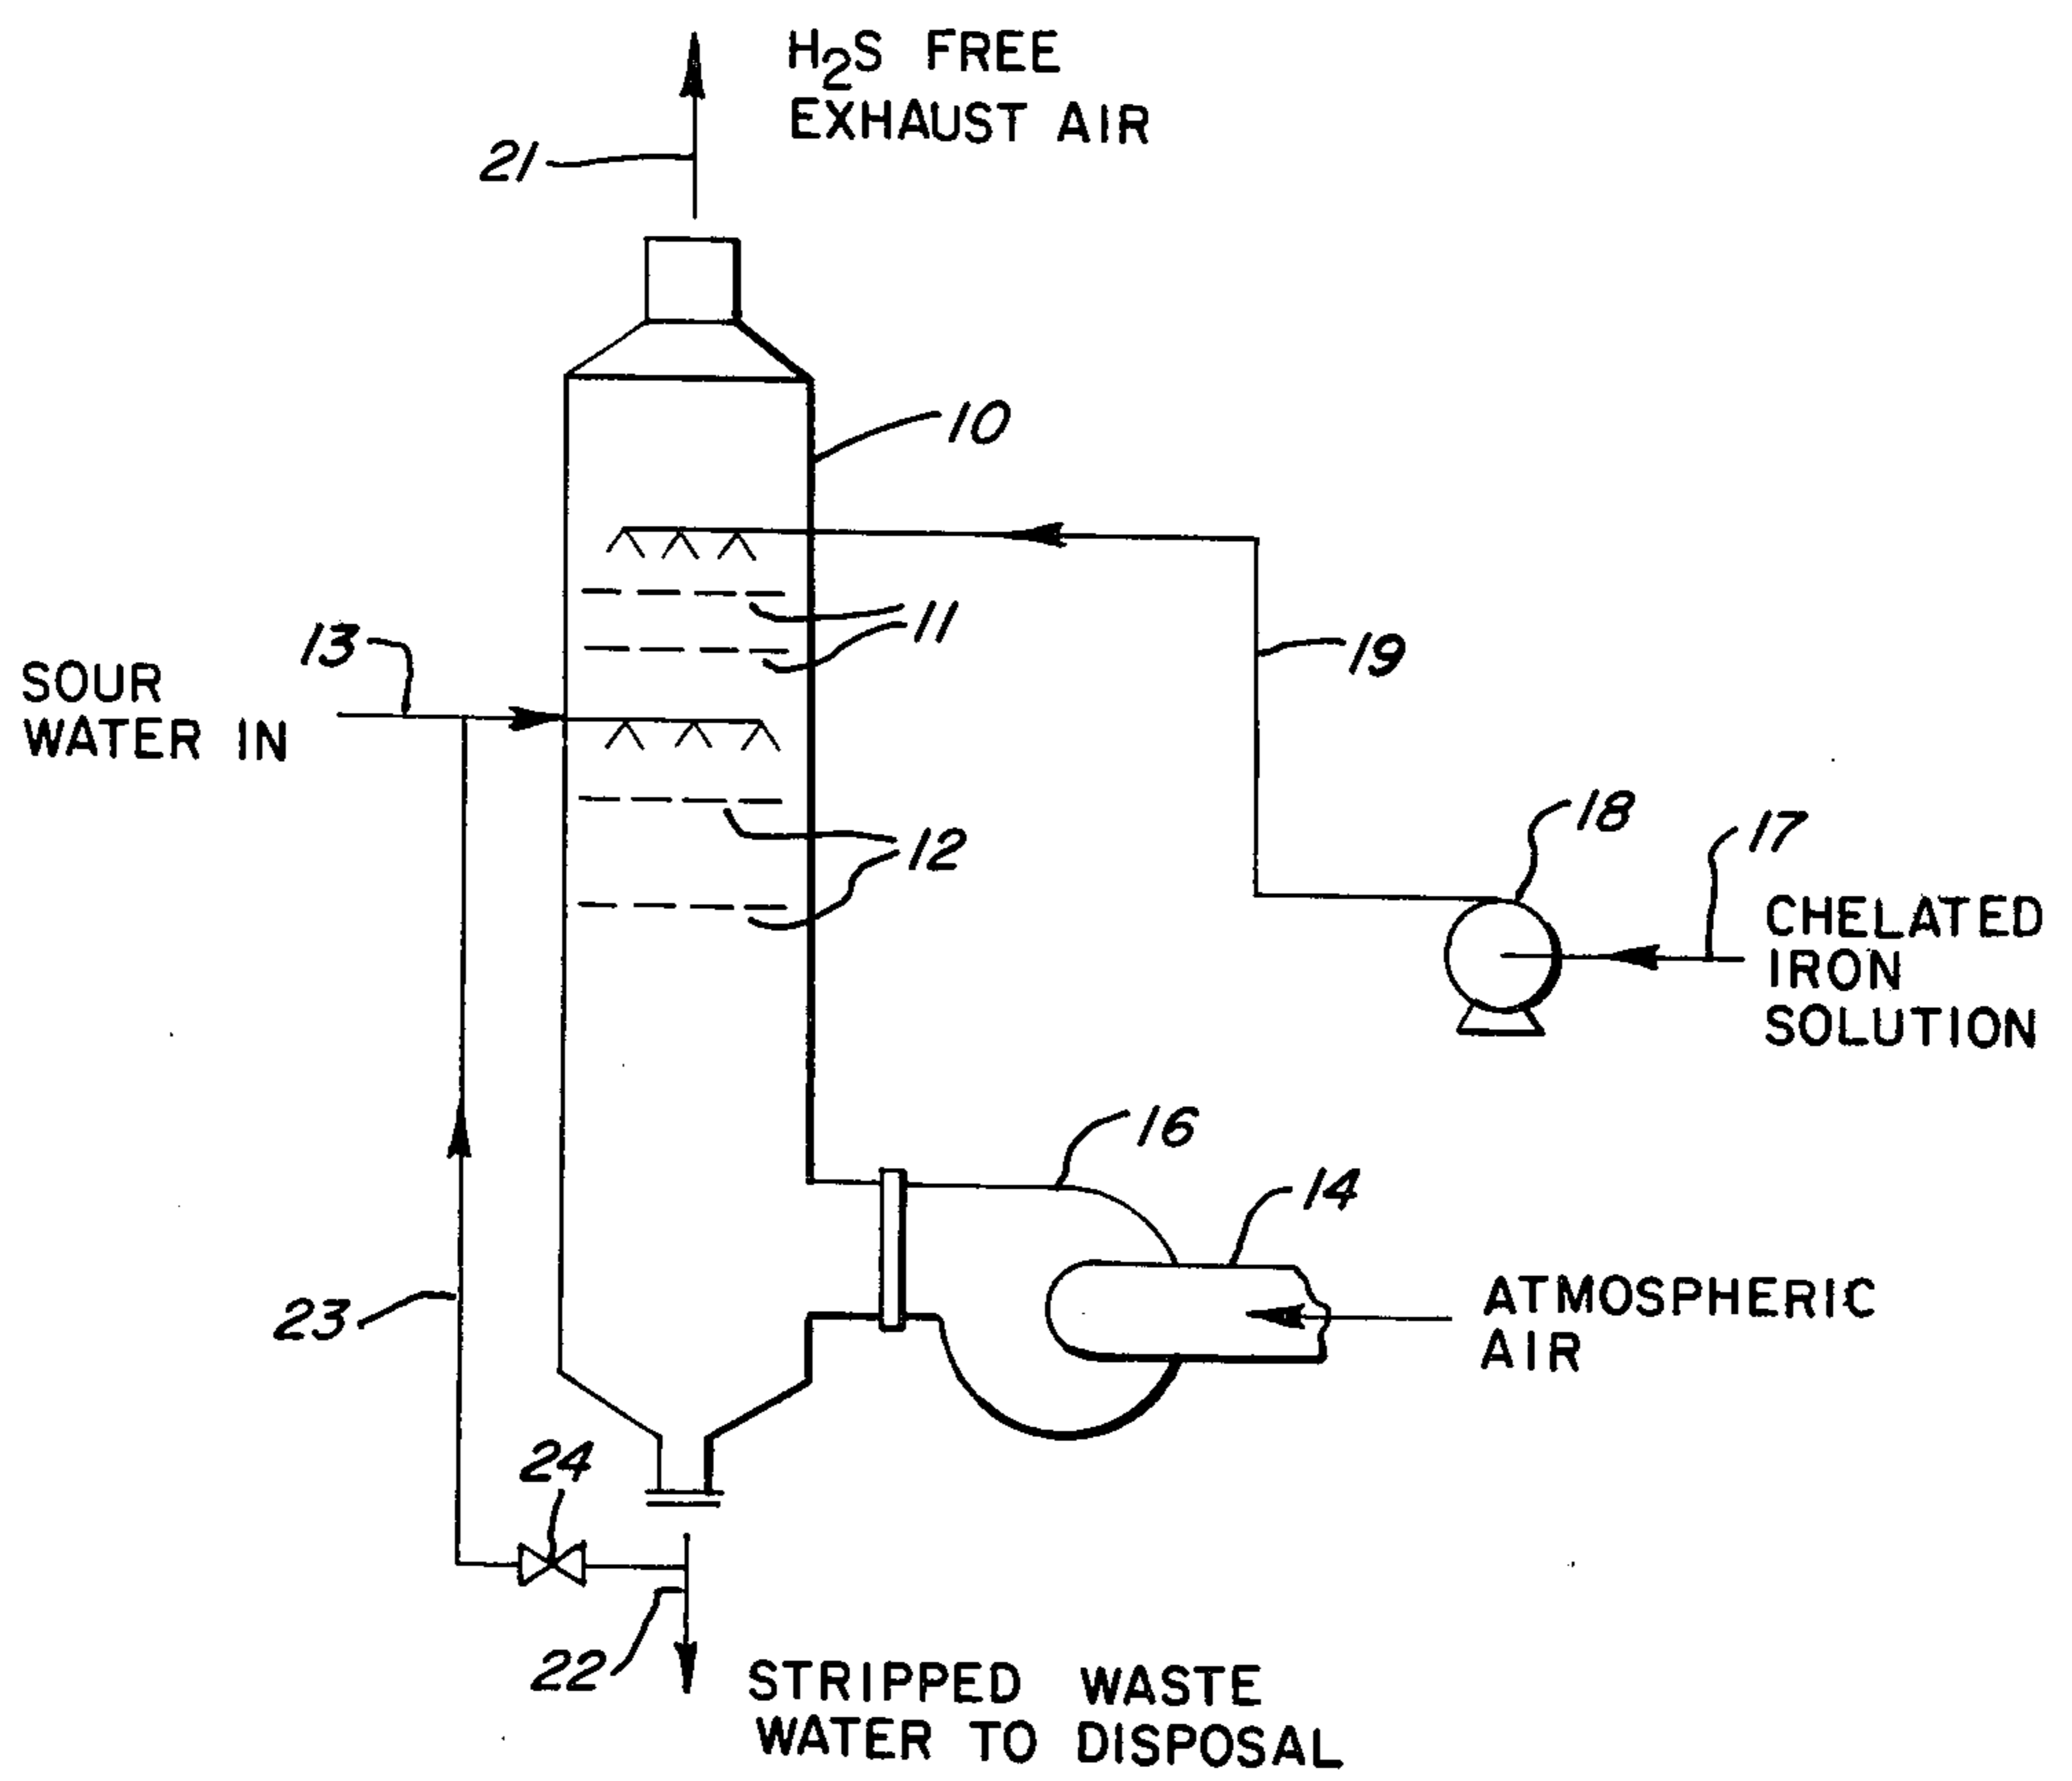 H2S FREE
EXHAUST AIR
21
10
11
13
SOUR
WATER IN
19
12
18
17
CHELATED
IRON
SOLUTION
16
14
ATMOSPHERIC
AIR
23
24
22
STRIPPED WASTE
WATER TO DISPOSAL